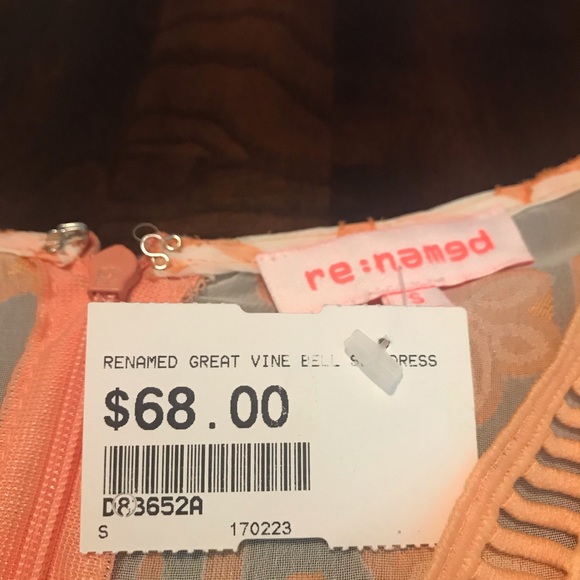 re:named
S
RENAMED GREAT VINE BELL DRESS
$68.00
D83652A
S 170223